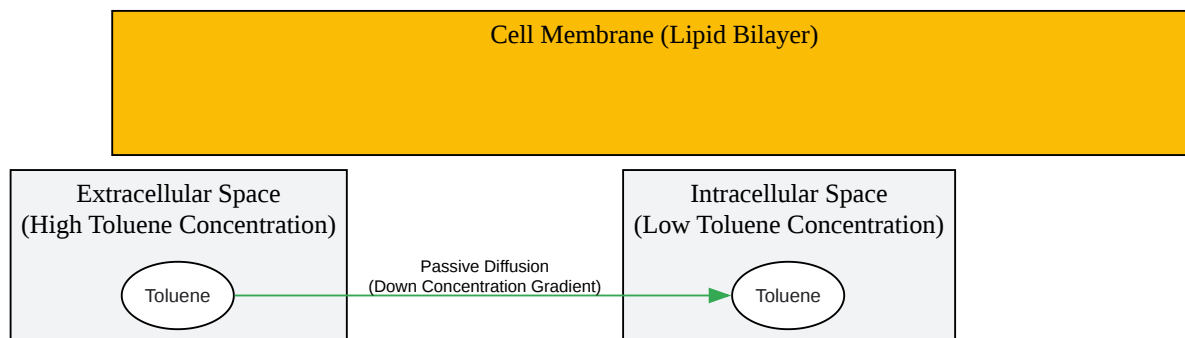 Cell Membrane (Lipid Bilayer)
Extracellular Space
(High Toluene Concentration)
Intracellular Space
(Low Toluene Concentration)
Passive Diffusion
(Down Concentration Gradient)
Toluene
Toluene